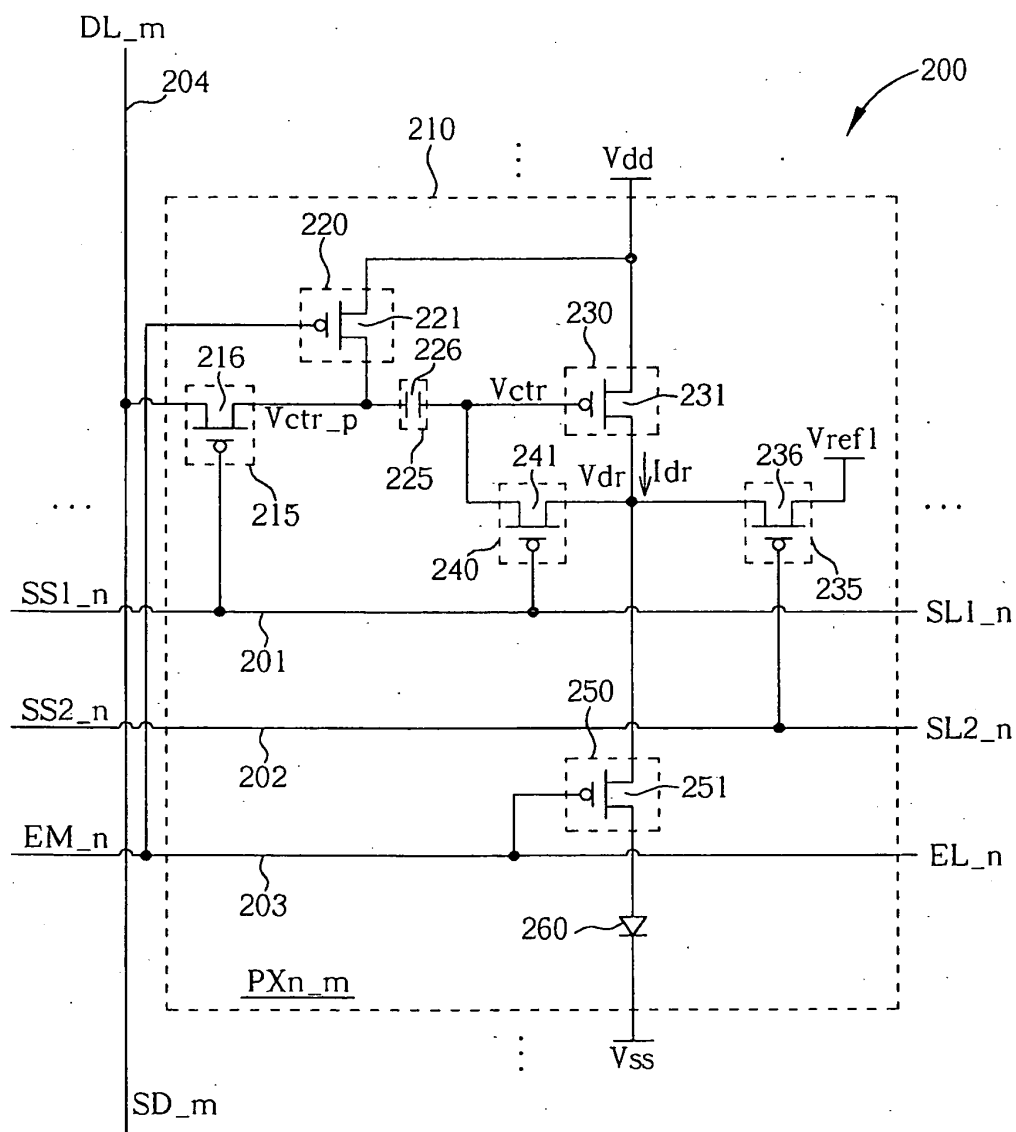 DL_m
204
200
210
Vdd
220
221
230
226
216
Vctr
231
Vctr_p
Vref1
241
236
Vdr
Idr
225
215
240
235
SS1_n
SL1_n
201
250
SS2_n
SL2_n
202
251
EM_n
EL_n
203
260
PXn_m
Vss
SD_m